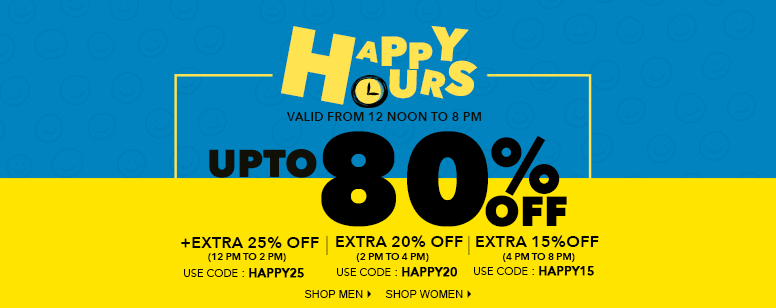 HAPPY
HOURS
VALID FROM 12 NOON TO 8 PM
UPTO 80% OFF
+EXTRA 25% OFF | EXTRA 20% OFF | EXTRA 15%OFF
(12 PM TO 2 PM) (2 PM TO 4 PM) (4 PM TO 8 PM)
USE CODE : HAPPY25 USE CODE : HAPPY20 USE CODE : HAPPY15
SHOP MEN SHOP WOMEN